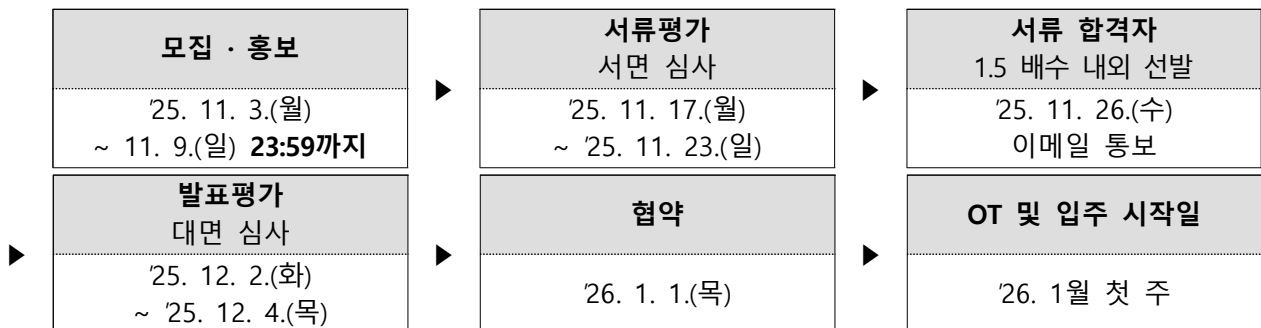 모집 · 홍보
'25. 11. 3.(월)
~ 11. 9.(일) 23:59까지
▶
서류평가
서면 심사
'25. 11. 17.(월)
~ '25. 11. 23.(일)
▶
서류 합격자
1.5 배수 내외 선발
'25. 11. 26.(수)
이메일 통보
▶
발표평가
대면 심사
'25. 12. 2.(화)
~ '25. 12. 4.(목)
▶
협약
'26. 1. 1.(목)
▶
OT 및 입주 시작일
'26. 1월 첫 주